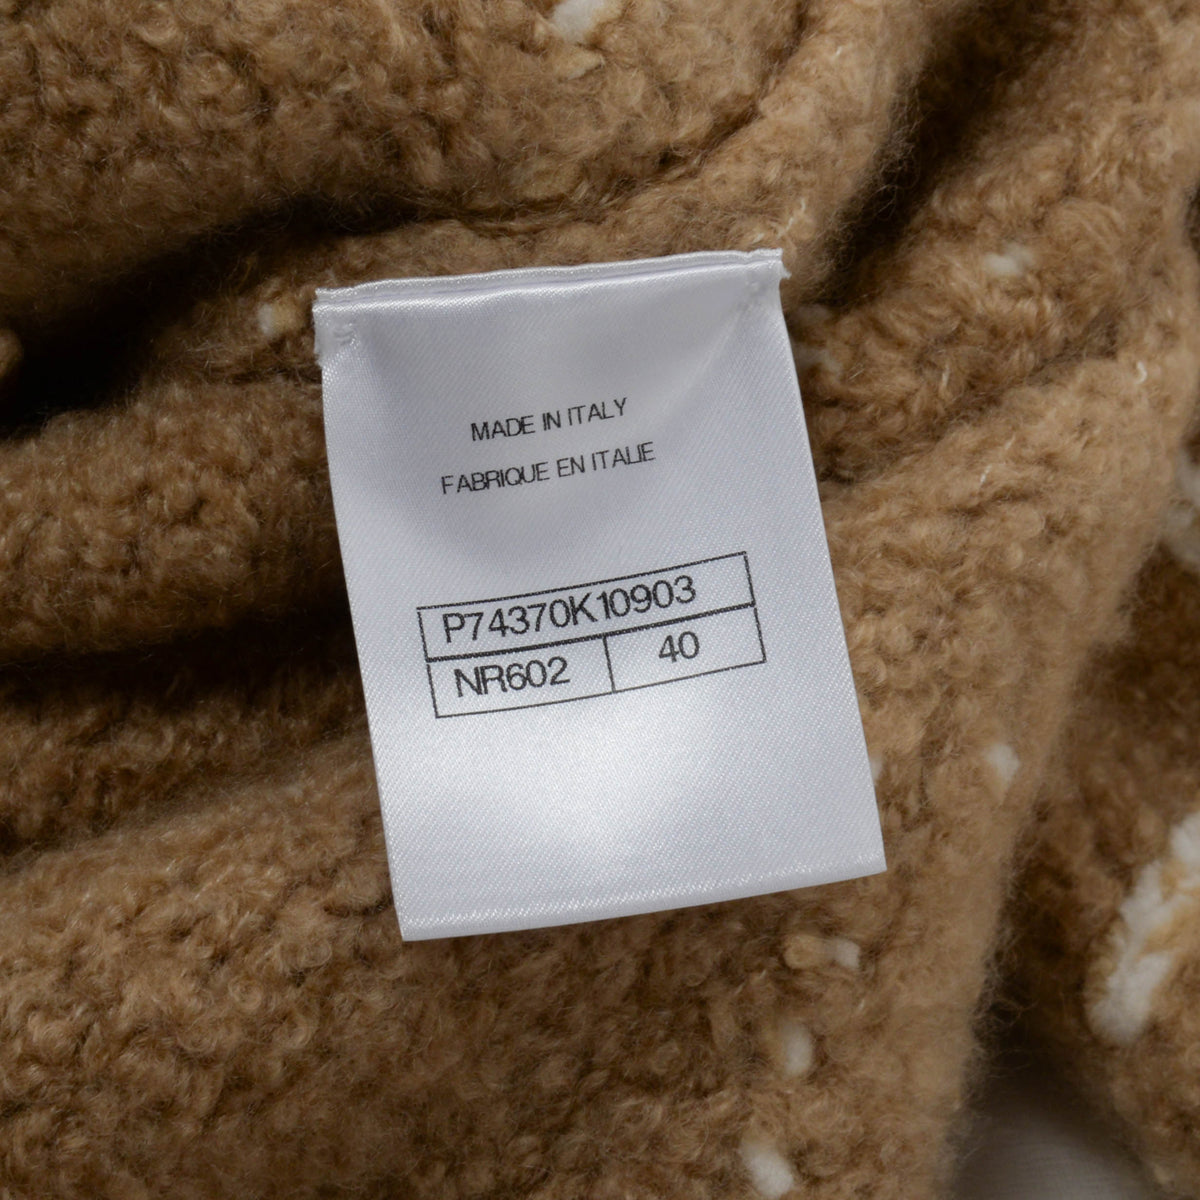 MADE IN ITALY
FABRIQUE EN ITALIE
P74370K10903
NR602 40